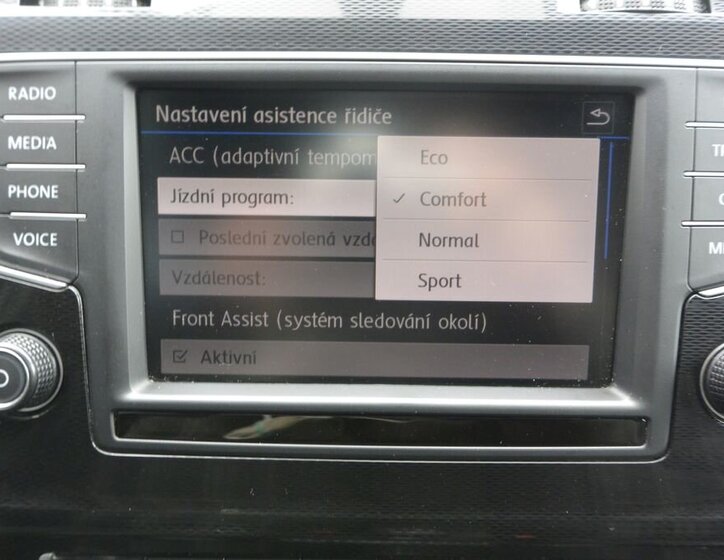 RADIO
MEDIA
PHONE
VOICE
Nastavení asistence řidiče
ACC (adaptivní tempom
Jízdní program:
Poslední zvolená vzdá
Vzdálenost:
Eco
Comfort
Normal
Sport
Front Assist (systém sledování okolí)
Aktivní